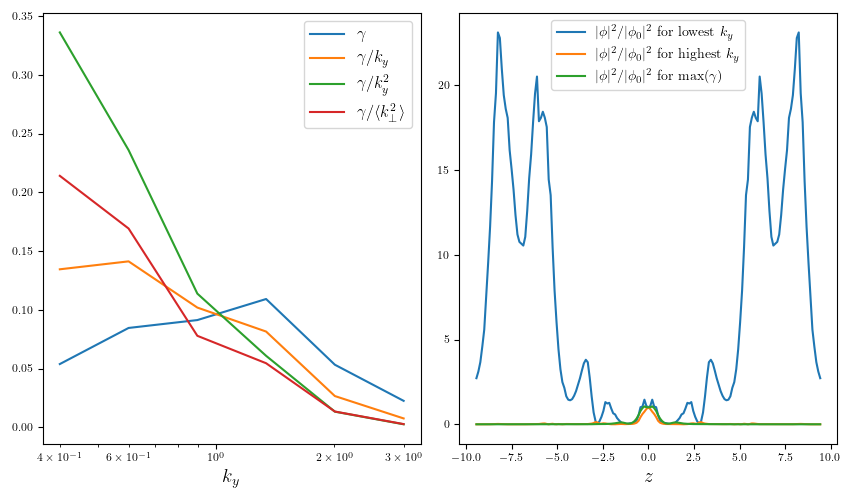 0.35
0.30
0.25
0.20
0.15
0.10
0.05
0.00
γ
γ/k_y
γ/k_y^2
γ/⟨k_⊥^2⟩
4 × 10^{-1}
6 × 10^{-1}
10^0
2 × 10^0
3 × 10^0
k_y
20
15
10
5
0
|ϕ|^2/|ϕ_0|^2 for lowest k_y
|ϕ|^2/|ϕ_0|^2 for highest k_y
|ϕ|^2/|ϕ_0|^2 for max(γ)
−10.0 −7.5 −5.0 −2.5 0.0 2.5 5.0 7.5 10.0
z